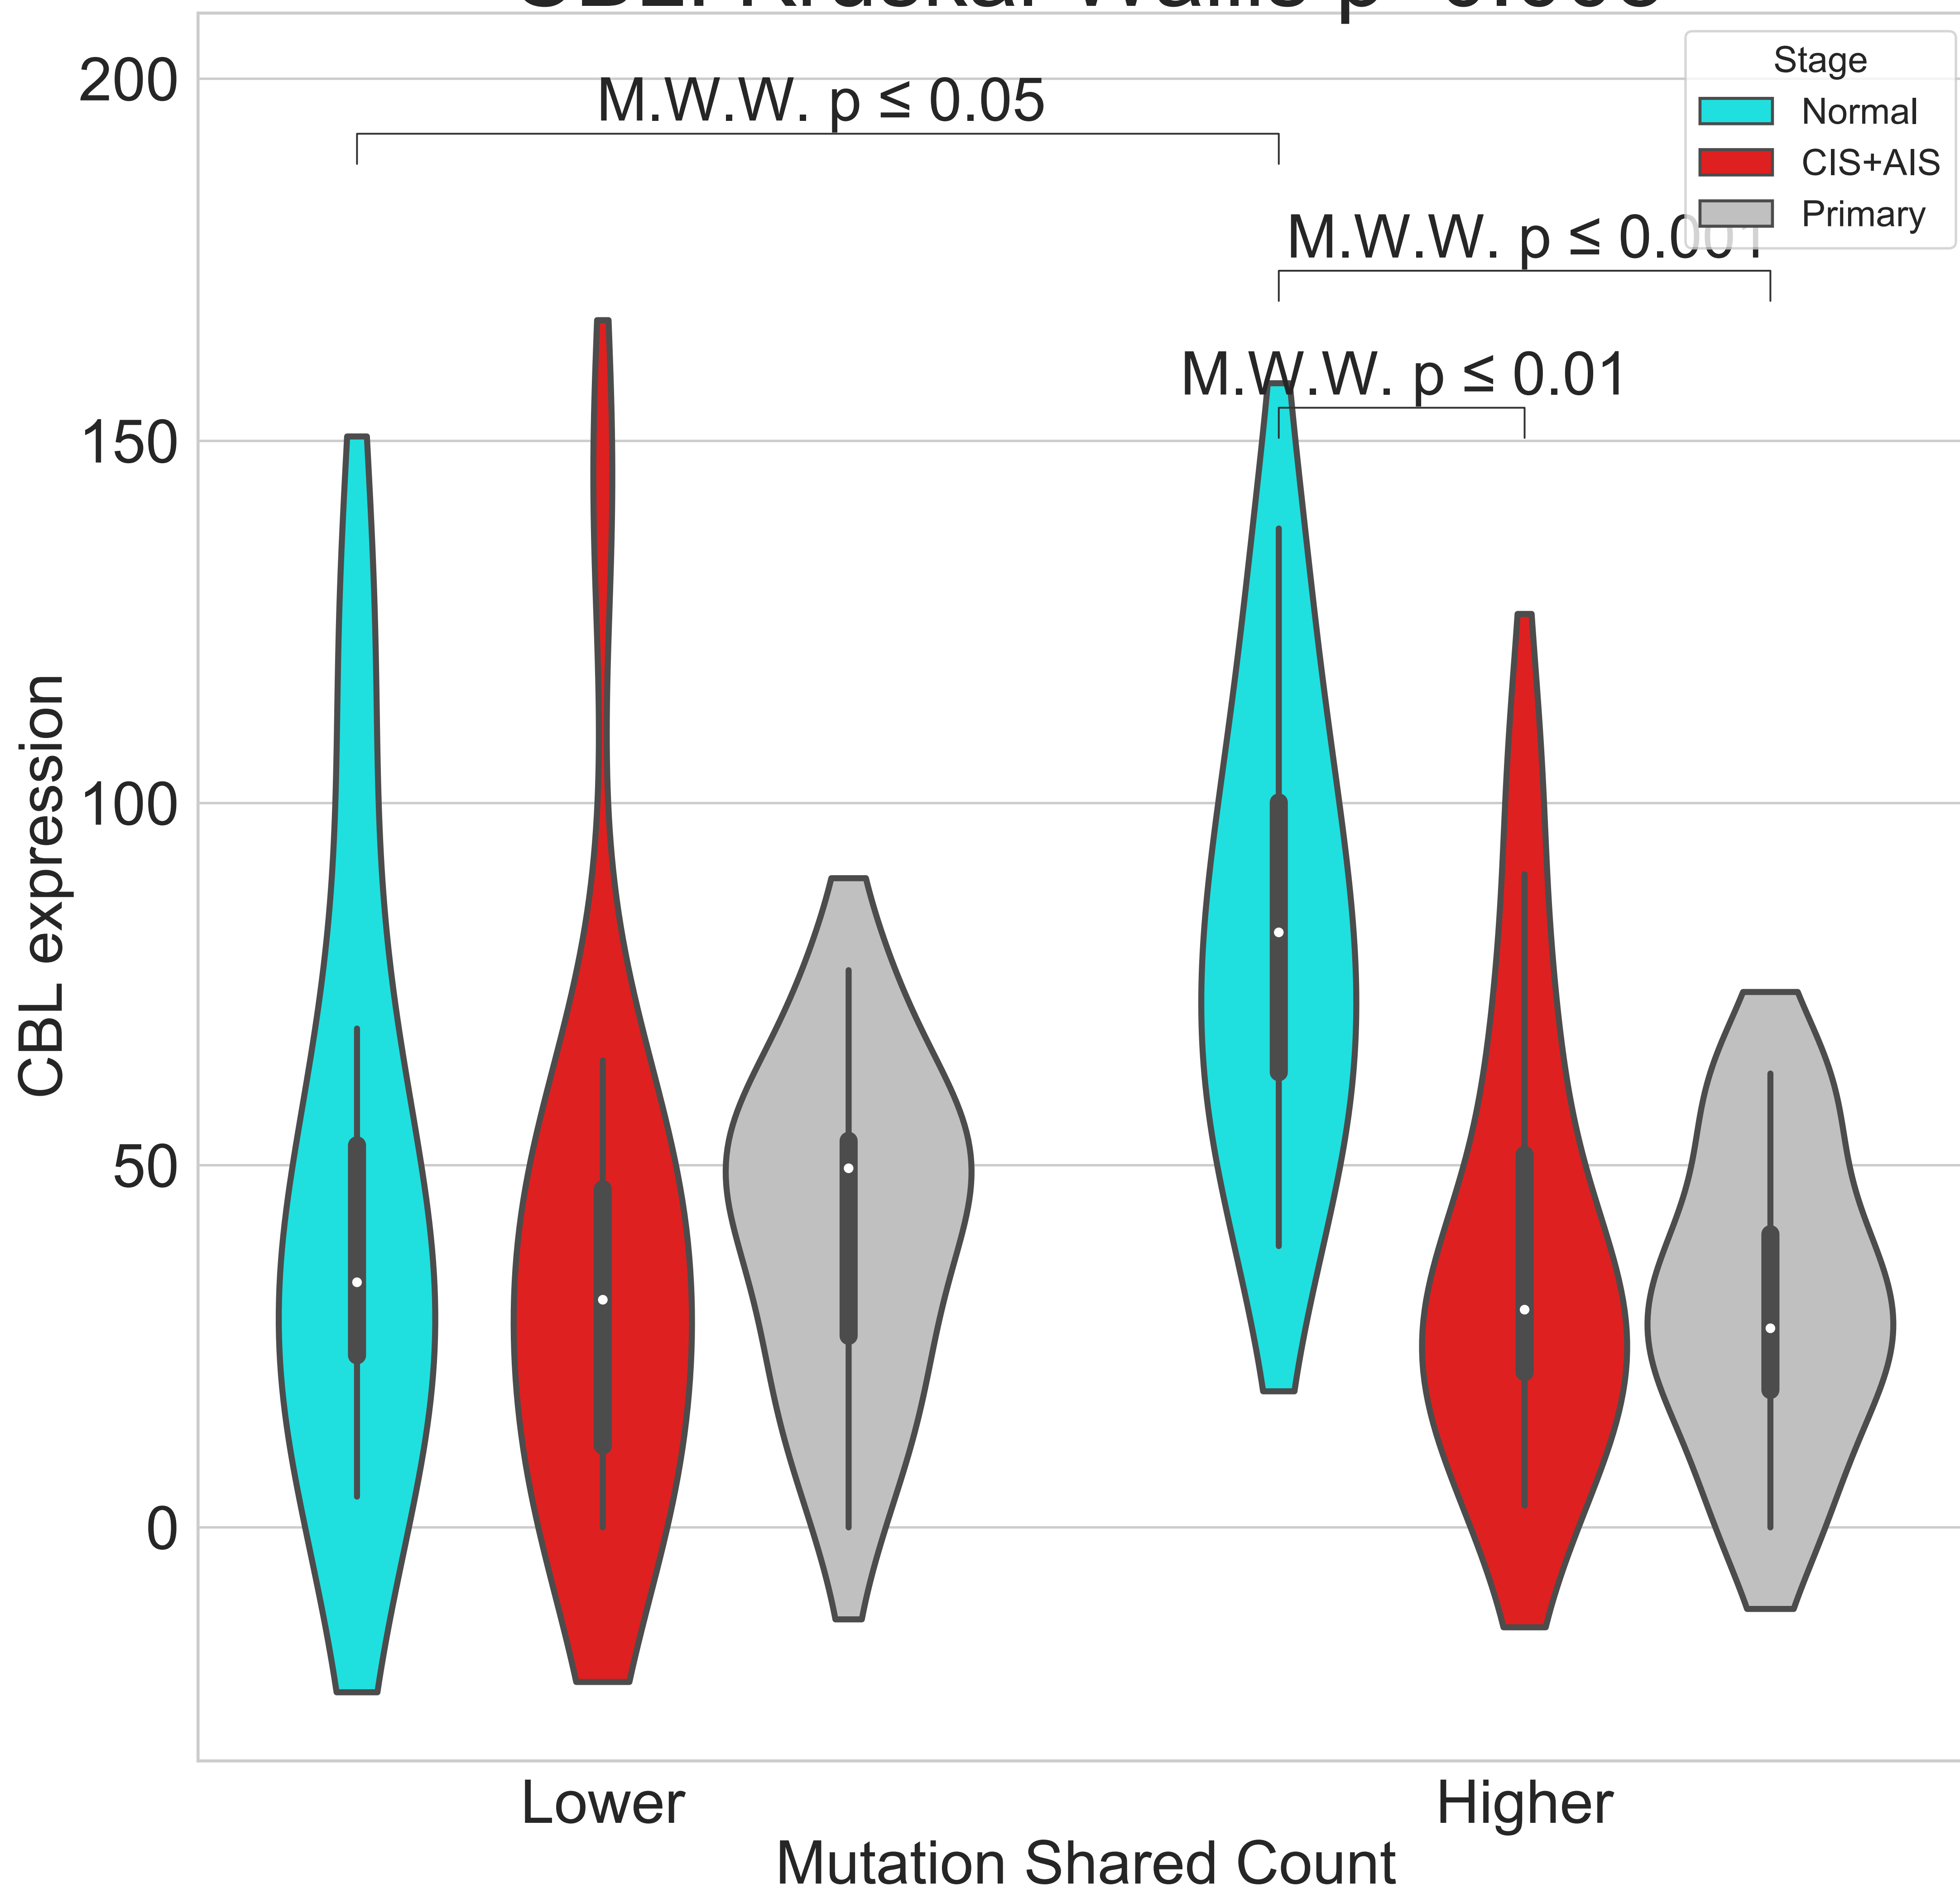 M.W.W. p ≤ 0.05
M.W.W. p ≤ 0.001
M.W.W. p ≤ 0.01
Stage
Normal
CIS+AIS
Primary
200
150
100
50
0
CBL expression
Lower
Higher
Mutation Shared Count